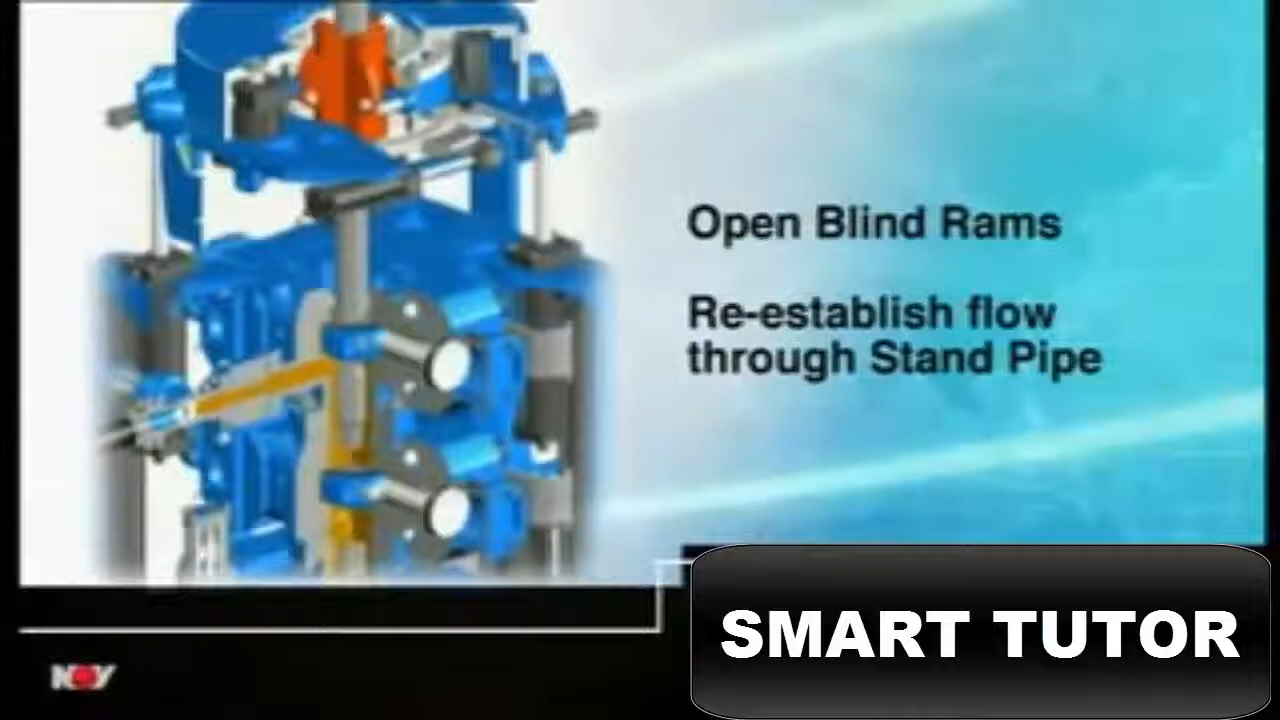 Open Blind Rams
Re-establish flow
through Stand Pipe
SMART TUTOR
NOV